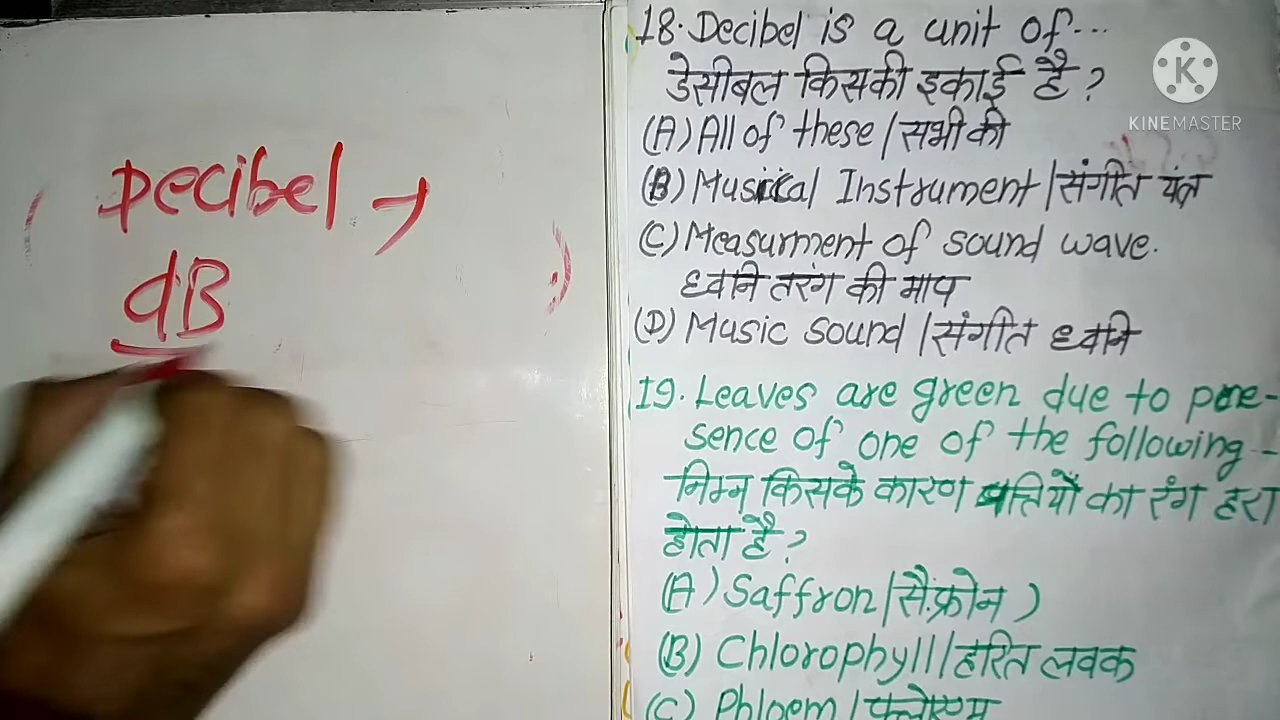 Decibel →
dB
18. Decibel is a unit of...
डेसीबल किसकी इकाई है ?
(A) All of these / सभी की
(B) Musical Instrument / संगीत यंत्र
(C) Measurment of sound wave.
ध्वनि तरंग की माप
(D) Music sound / संगीत ध्वनि
19. Leaves are green due to pre-
sence of one of the following -
निम्न किसके कारण पत्तियों का रंग हरा
होता है ?
(A) Saffron / सैफ्रोन )
(B) Chlorophyll / हरित लवक
(C) Phloem / फ्लोएम
K
KINEMASTER